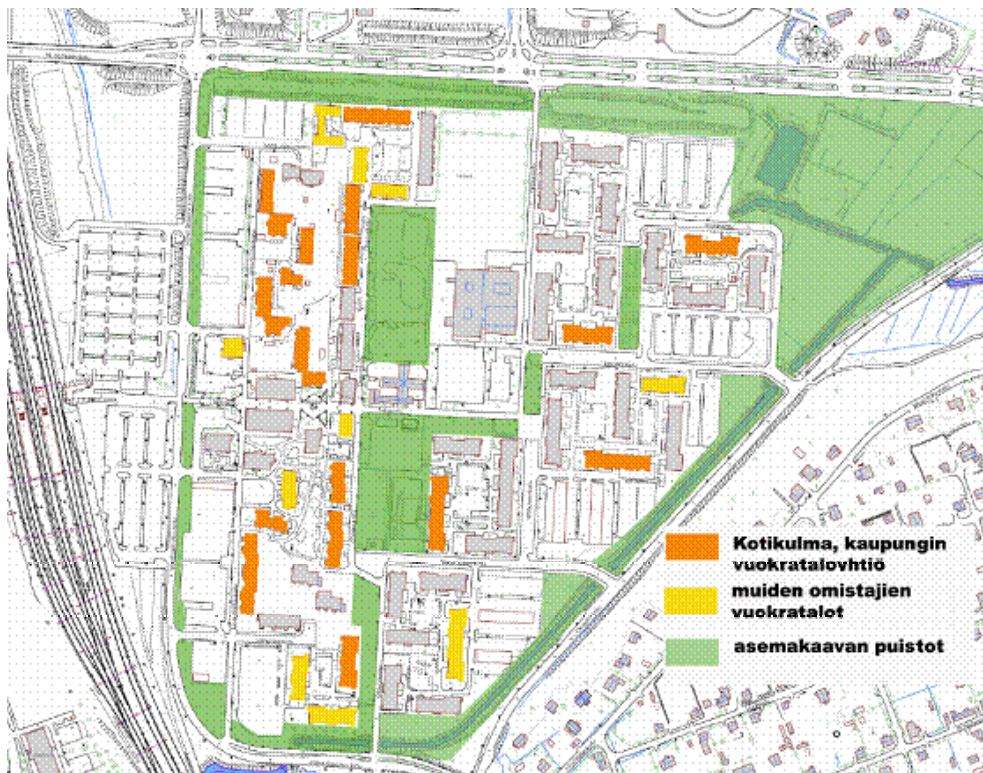 Kotikulma, kaupungin
vuokratalovhtiö
muiden omistajien
vuokratalot
asemakaavan puistot